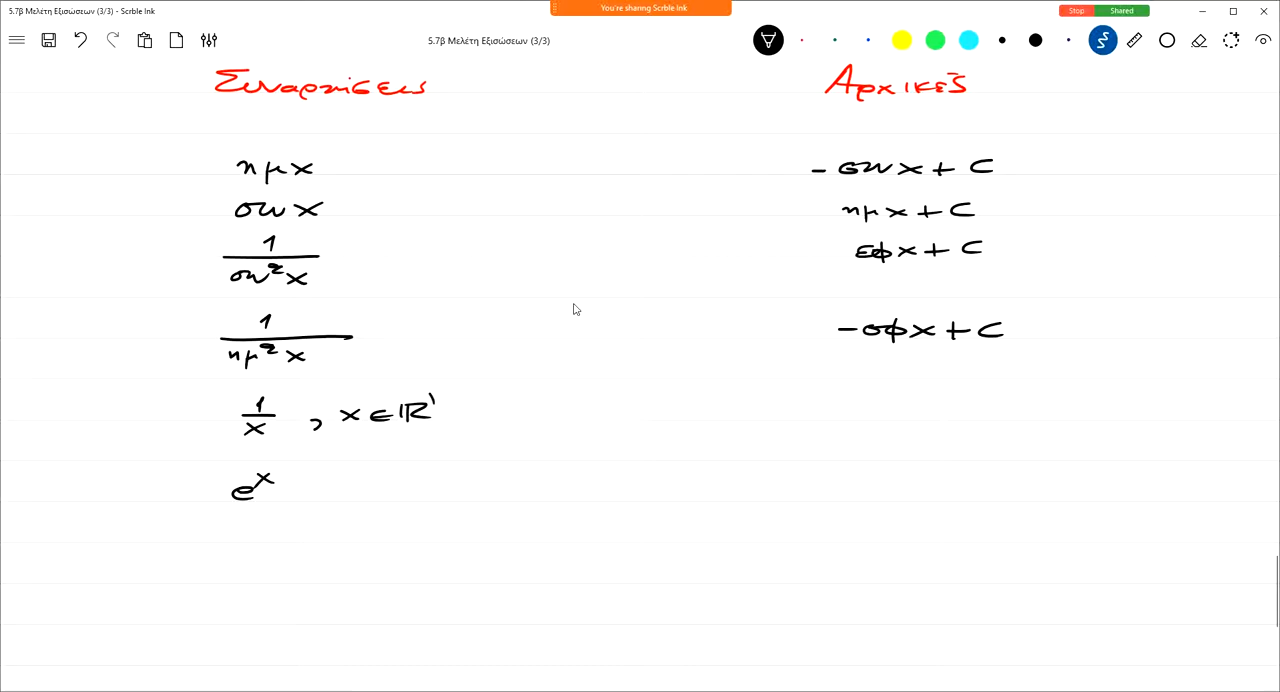 5.7β Μελέτη Εξισώσεων (3/3) - Scrble Ink
You're sharing Scrble Ink
Stop Shared
5.7β Μελέτη Εξισώσεων (3/3)
Συναρτήσεις Αρχικές
ημx -συνx + C
συνx ημx + C
1/συν²x εφx + C
1/ημ²x -σφx + C
1/x , x ∈ ℝ'
eˣ